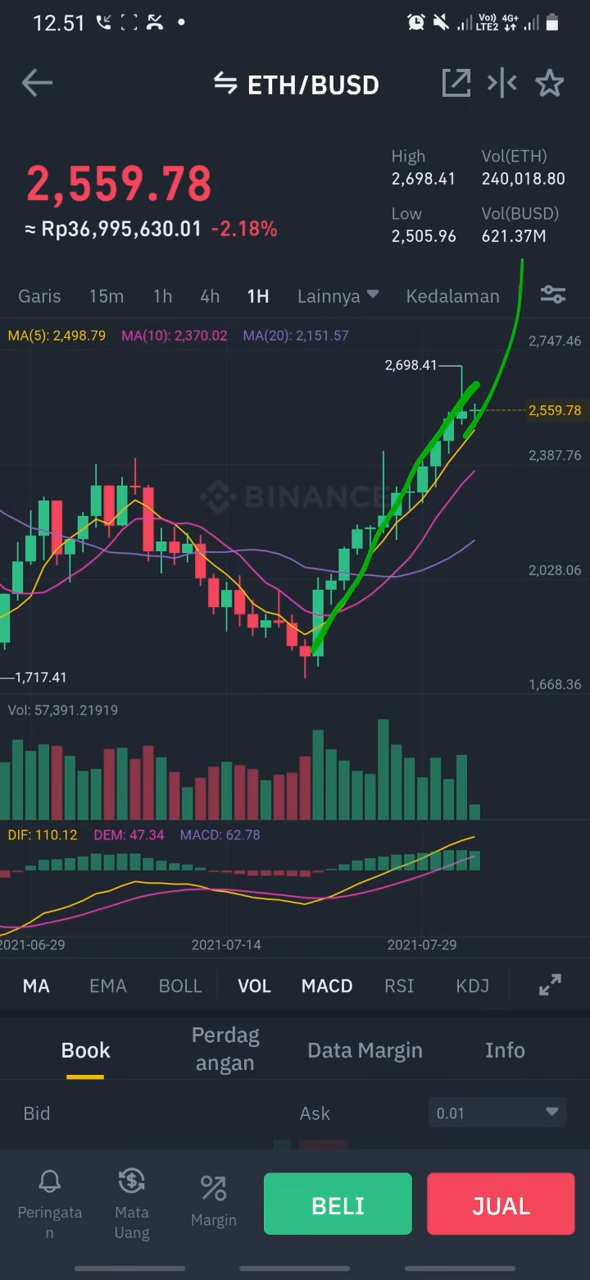 12.51 Vo) 4G+
LTE2
ETH/BUSD
2,559.78
≈ Rp36,995,630.01 -2.18%
High Vol(ETH)
2,698.41 240,018.80
Low Vol(BUSD)
2,505.96 621.37M
Garis 15m 1h 4h 1H Lainnya Kedalaman
MA(5): 2,498.79 MA(10): 2,370.02 MA(20): 2,151.57
2,747.46
2,698.41
2,559.78
2,387.76
BINANCE
2,028.06
1,717.41
1,668.36
Vol: 57,391.21919
DIF: 110.12 DEM: 47.34 MACD: 62.78
2021-06-29 2021-07-14 2021-07-29
MA EMA BOLL VOL MACD RSI KDJ
Book Perdag
angan Data Margin Info
Bid Ask 0.01
Peringata
n Mata
Uang Margin BELI JUAL